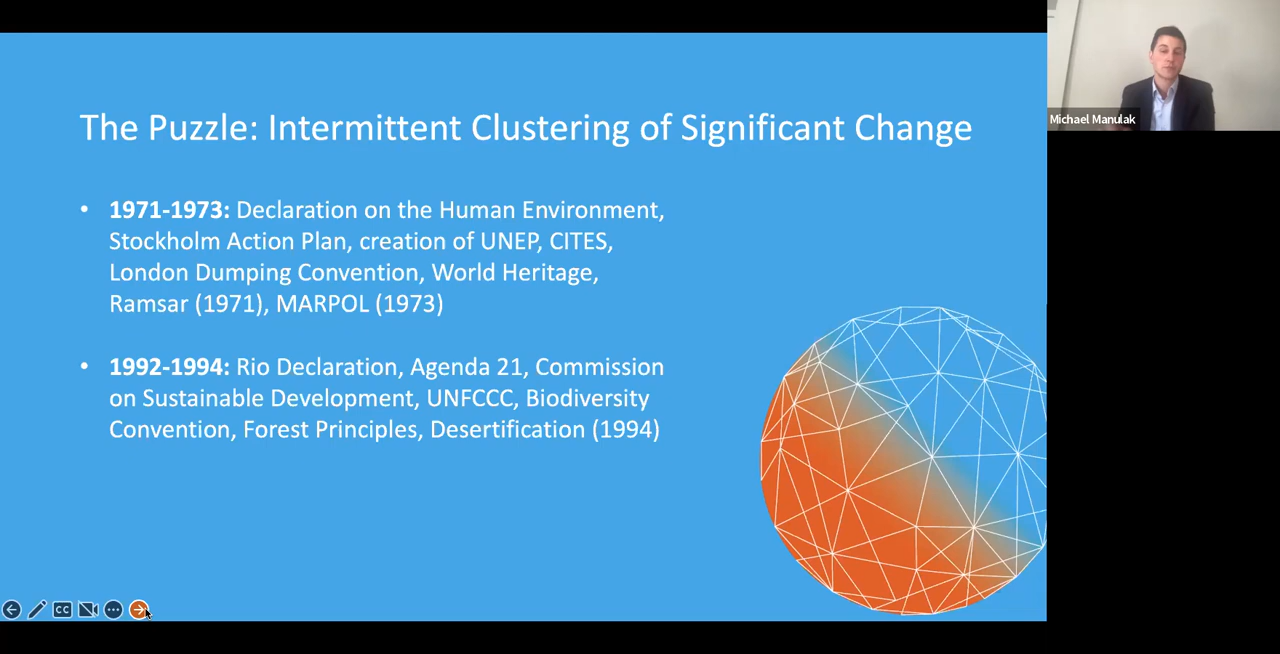 The Puzzle: Intermittent Clustering of Significant Change
• 1971-1973: Declaration on the Human Environment,
Stockholm Action Plan, creation of UNEP, CITES,
London Dumping Convention, World Heritage,
Ramsar (1971), MARPOL (1973)
• 1992-1994: Rio Declaration, Agenda 21, Commission
on Sustainable Development, UNFCCC, Biodiversity
Convention, Forest Principles, Desertification (1994)
Michael Manulak
CC